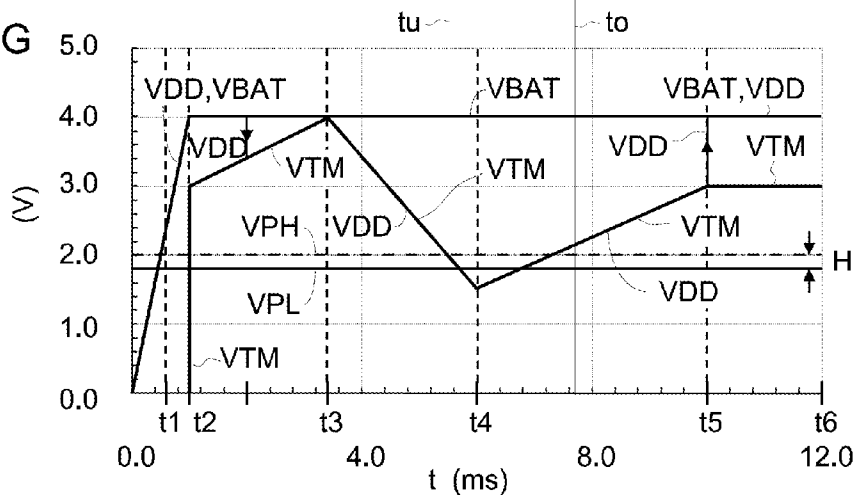 G
tu to
5.0
VDD,VBAT VBAT VBAT,VDD
4.0
VDD VTM VTM VDD VTM
3.0
(V)
VPH VDD VTM
2.0
H
VPL VDD
1.0
VTM
0.0
t1 t2 t3 t4 t5 t6
0.0 4.0 8.0 12.0
t (ms)